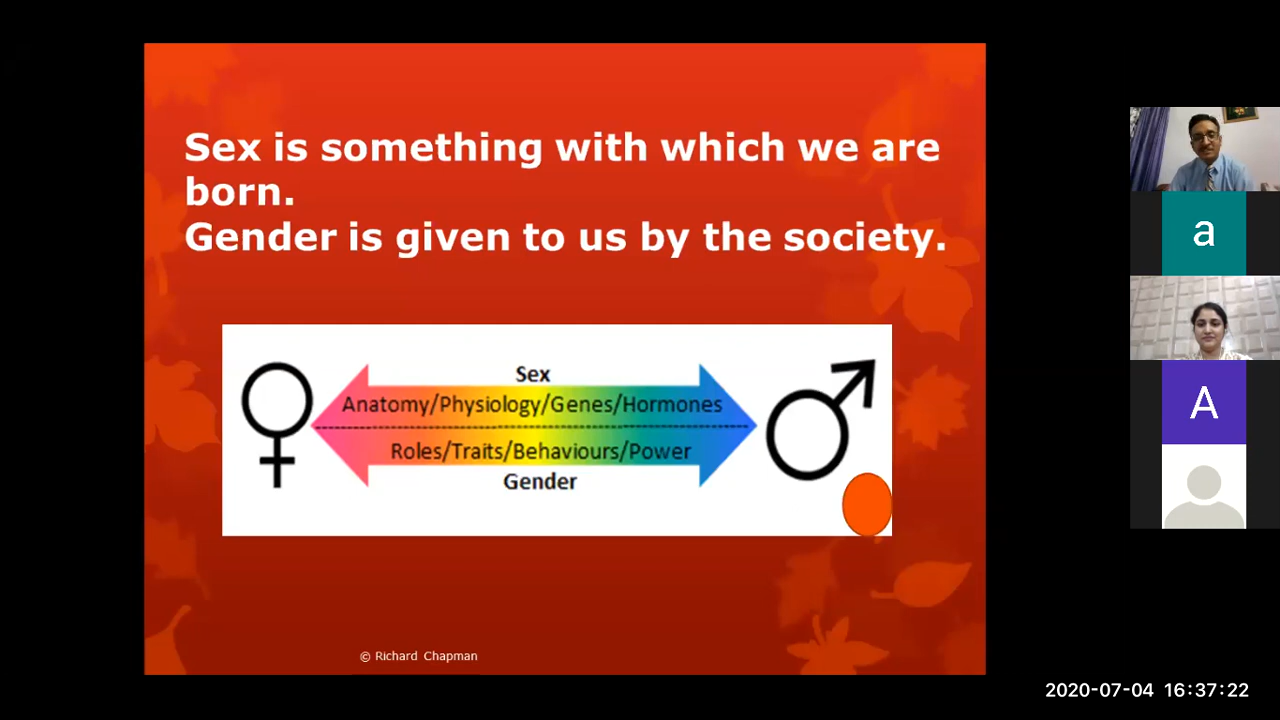 Sex is something with which we are
born.
Gender is given to us by the society.
Sex
Anatomy/Physiology/Genes/Hormones
Roles/Traits/Behaviours/Power
Gender
© Richard Chapman
a
A
2020-07-04 16:37:22